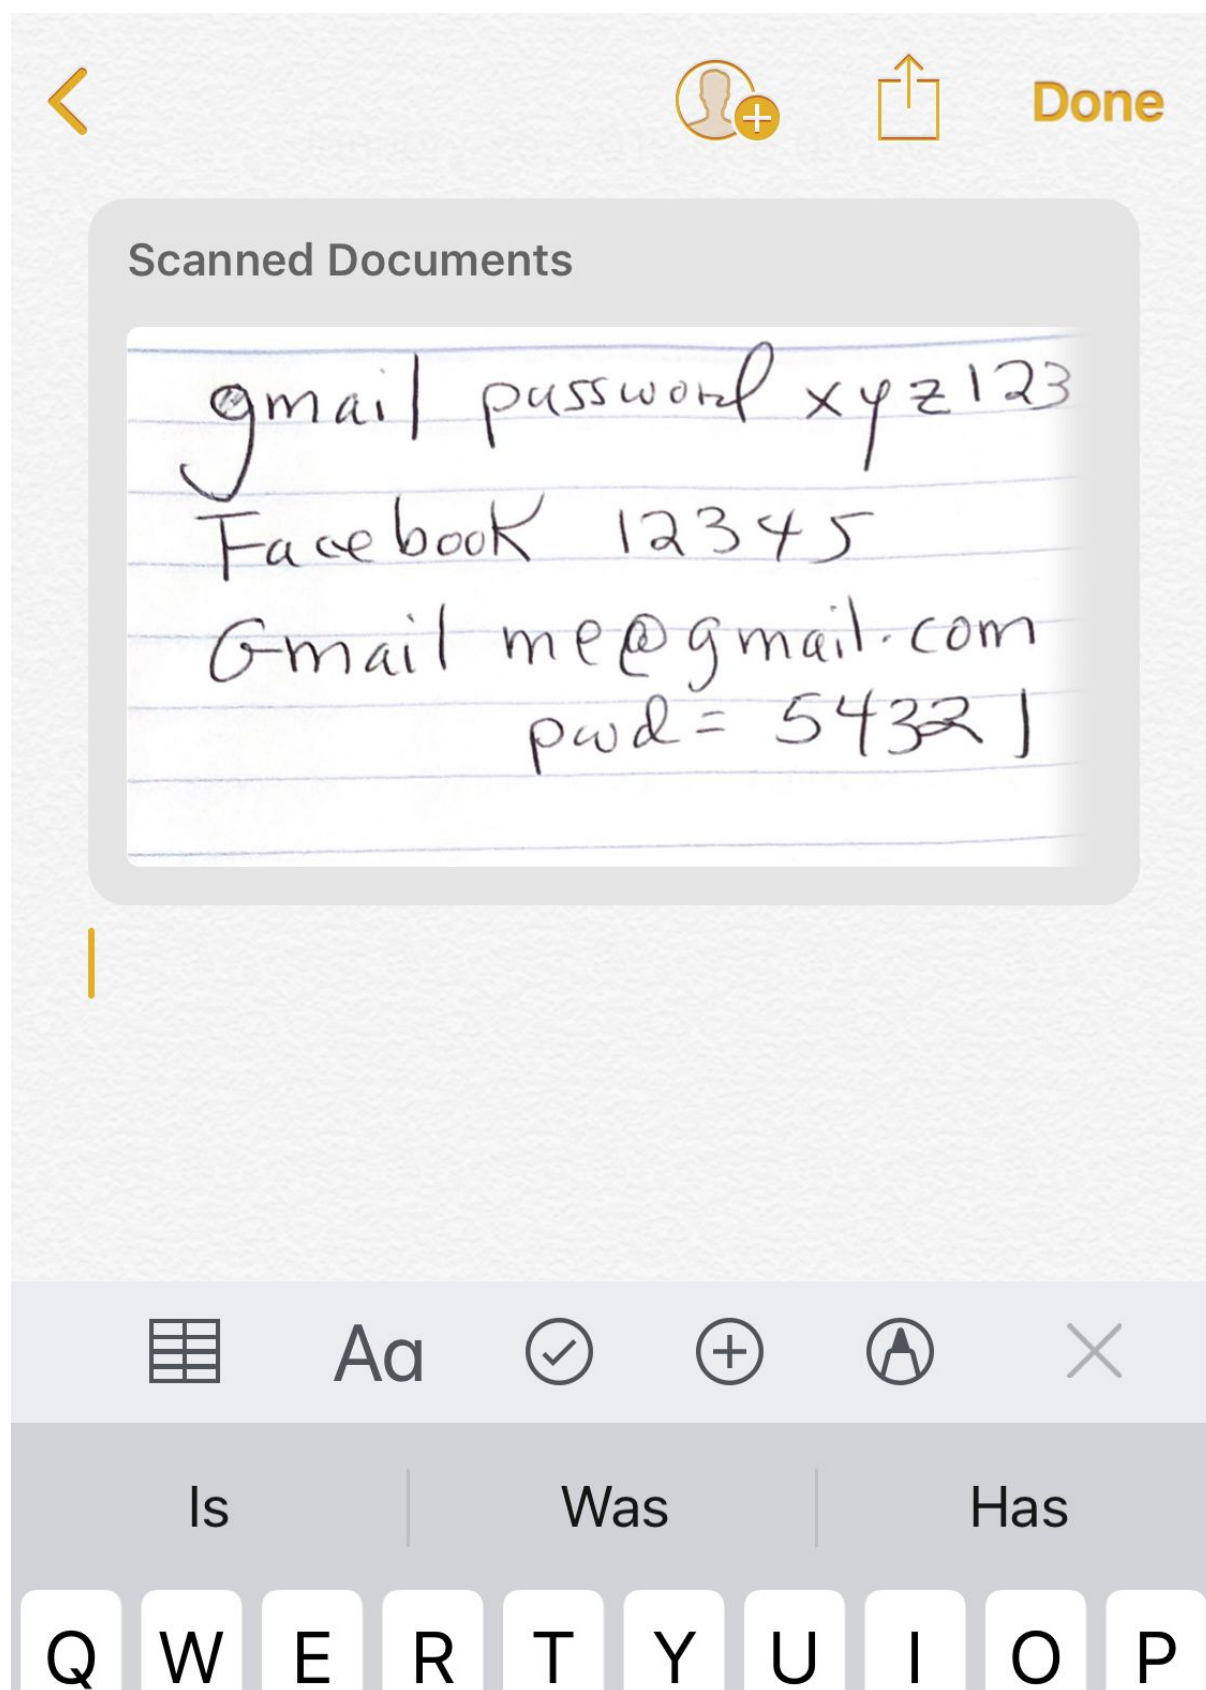 Done
Scanned Documents
gmail password xyz123
Facebook 12345
Gmail me@gmail.com
pwd = 54321
Aa
Is Was Has
Q W E R T Y U I O P